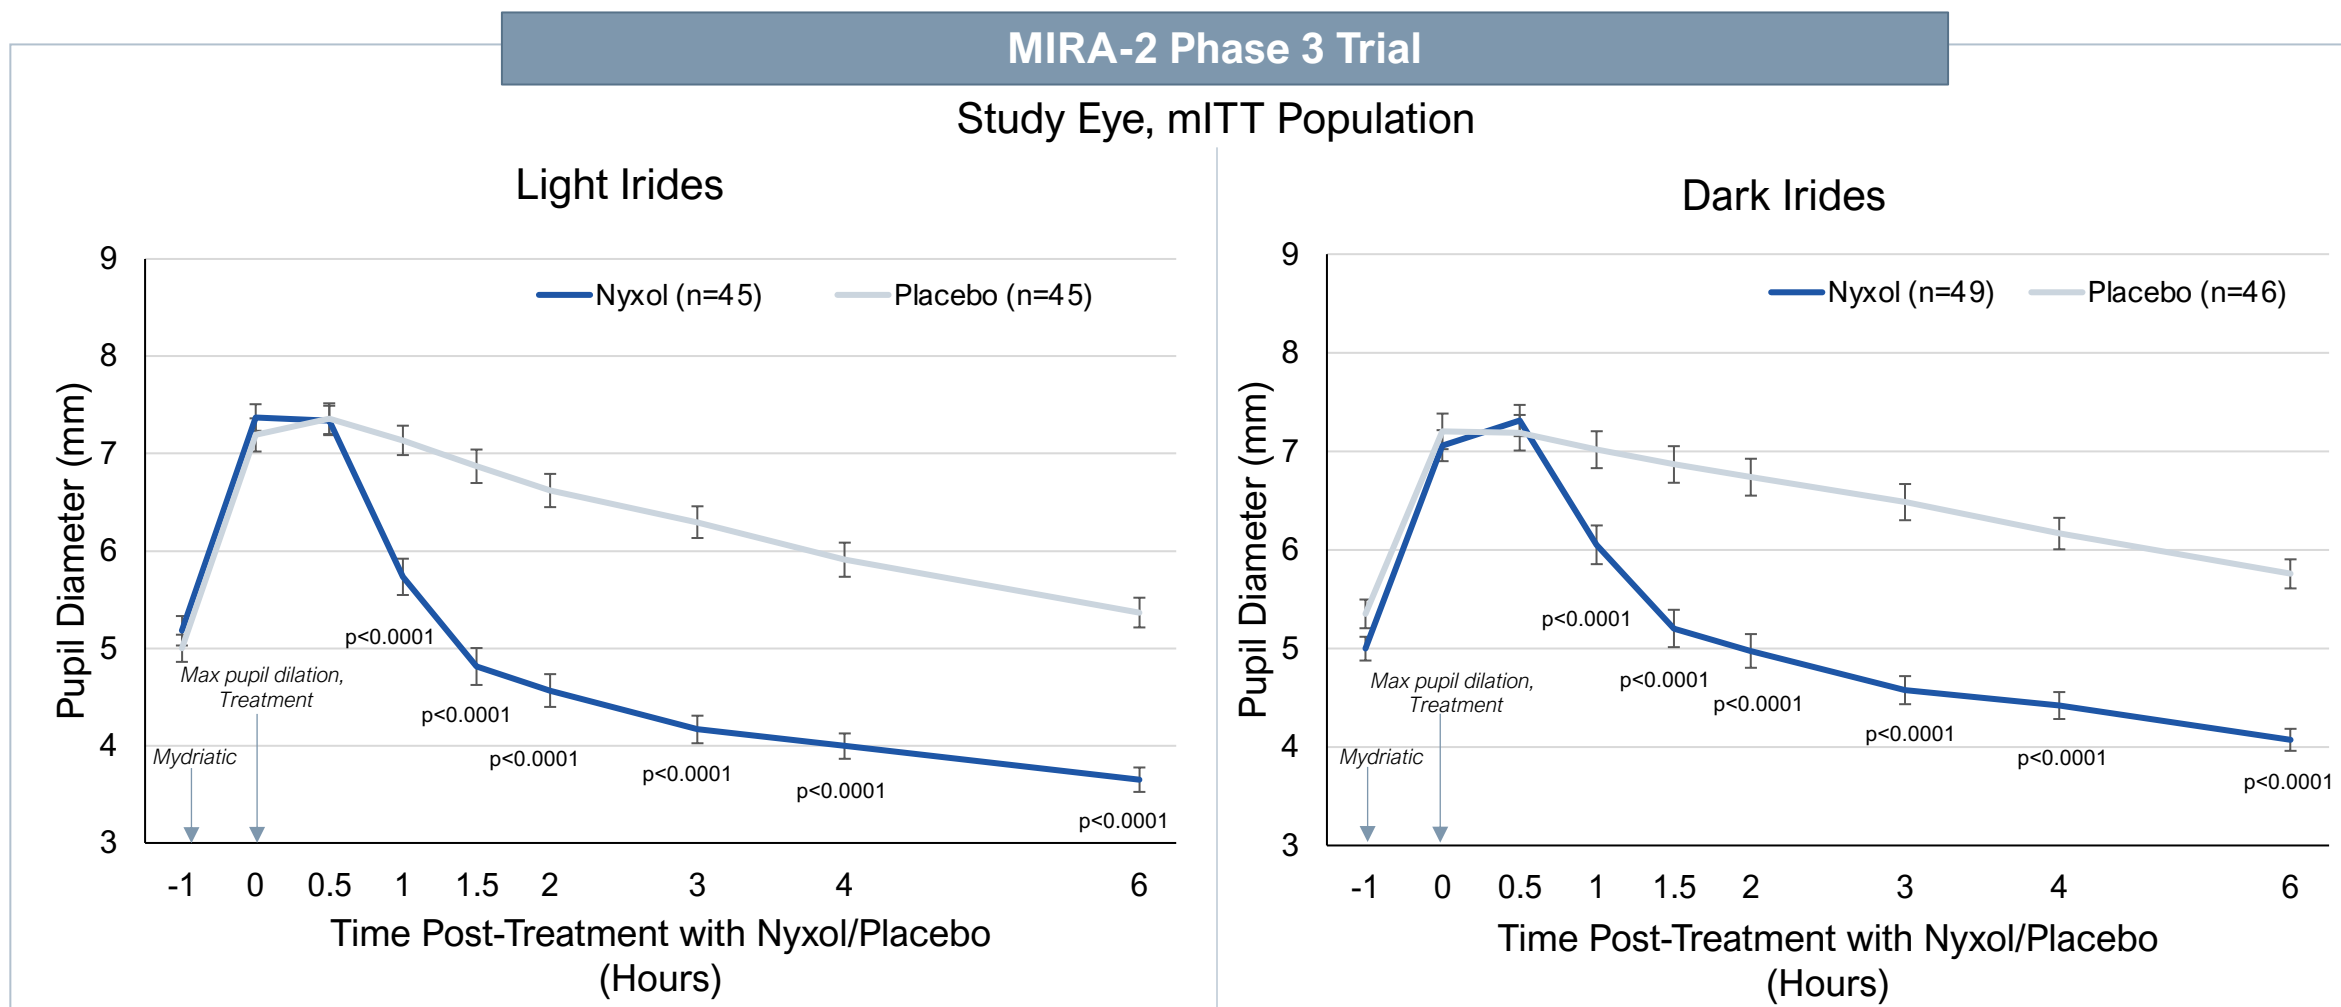 MIRA-2 Phase 3 Trial
Study Eye, mITT Population
Light Irides
9
8
7
6
5
4
3
Pupil Diameter (mm)
Nyxol (n=45)
Placebo (n=45)
p<0.0001
p<0.0001
p<0.0001
p<0.0001
p<0.0001
p<0.0001
Max pupil dilation,
Treatment
Mydriatic
-1
0
0.5
1
1.5
2
3
4
6
Time Post-Treatment with Nyxol/Placebo
(Hours)
Dark Irides
9
8
7
6
5
4
3
Pupil Diameter (mm)
Nyxol (n=49)
Placebo (n=46)
p<0.0001
p<0.0001
p<0.0001
p<0.0001
p<0.0001
p<0.0001
Max pupil dilation,
Treatment
Mydriatic
-1
0
0.5
1
1.5
2
3
4
6
Time Post-Treatment with Nyxol/Placebo
(Hours)